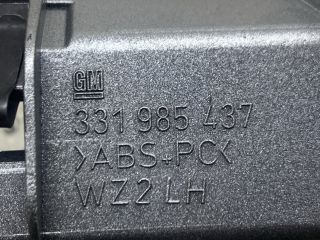 GM
331 985 437
>ABS+PC<
WZ2 LH